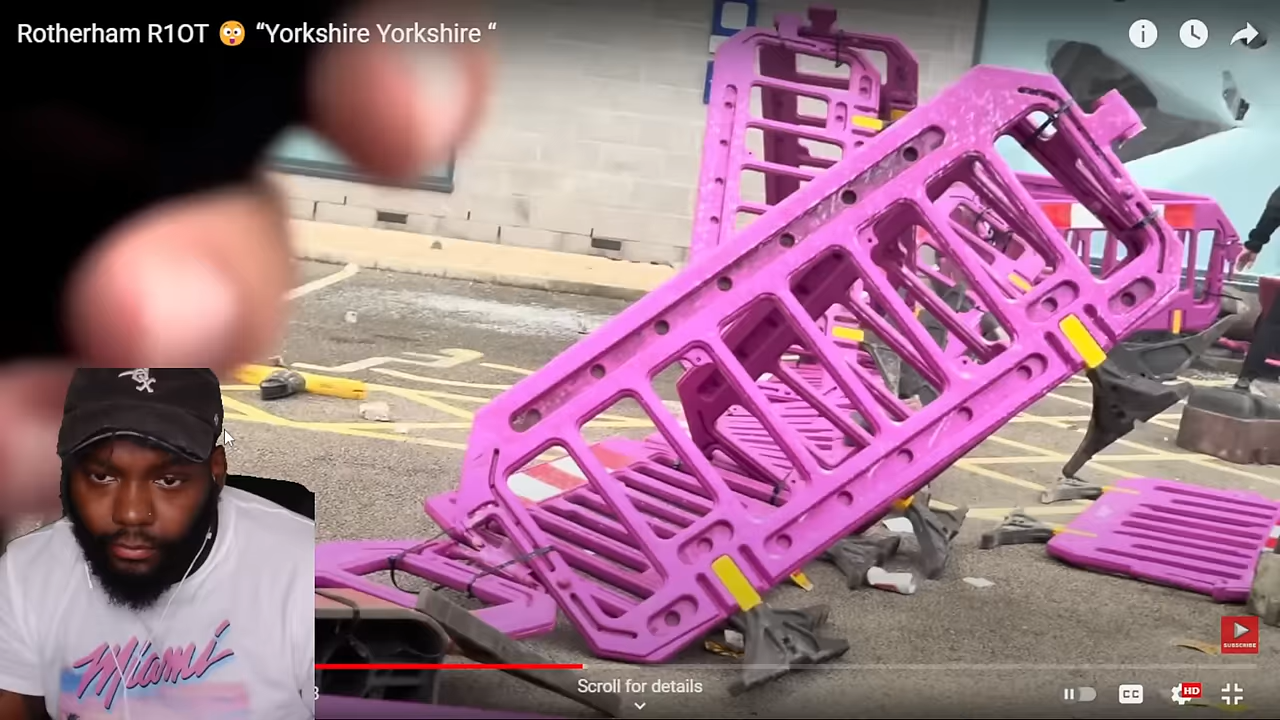 Rotherham R1OT 😲 “Yorkshire Yorkshire “
Miami
Scroll for details
CC
HD
SUBSCRIBE